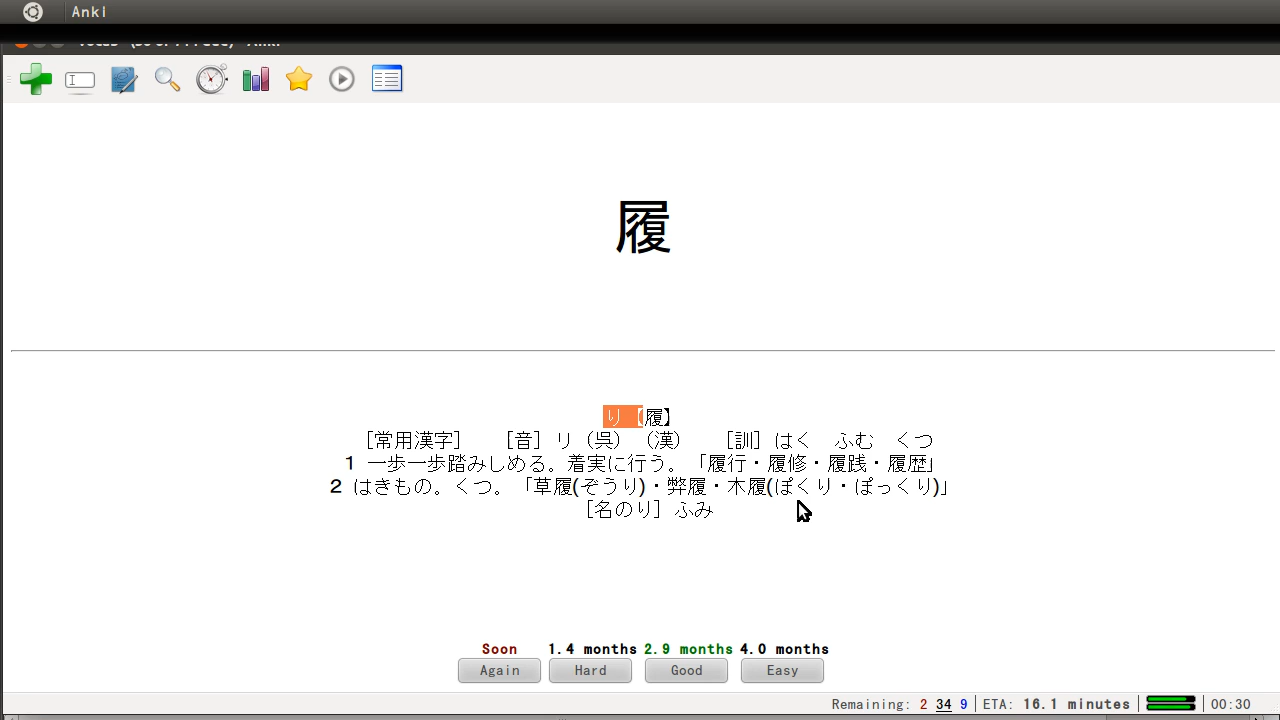 Anki
履
り【履】
［常用漢字］　［音］リ（呉）（漢）　［訓］はく　ふむ　くつ
1 一歩一歩踏みしめる。着実に行う。「履行・履修・履践・履歴」
2 はきもの。くつ。「草履(ぞうり)・弊履・木履(ぽくり・ぽっくり)」
［名のり］ふみ
Soon 1.4 months 2.9 months 4.0 months
Again Hard Good Easy
Remaining: 2 34 9 ETA: 16.1 minutes 00:30